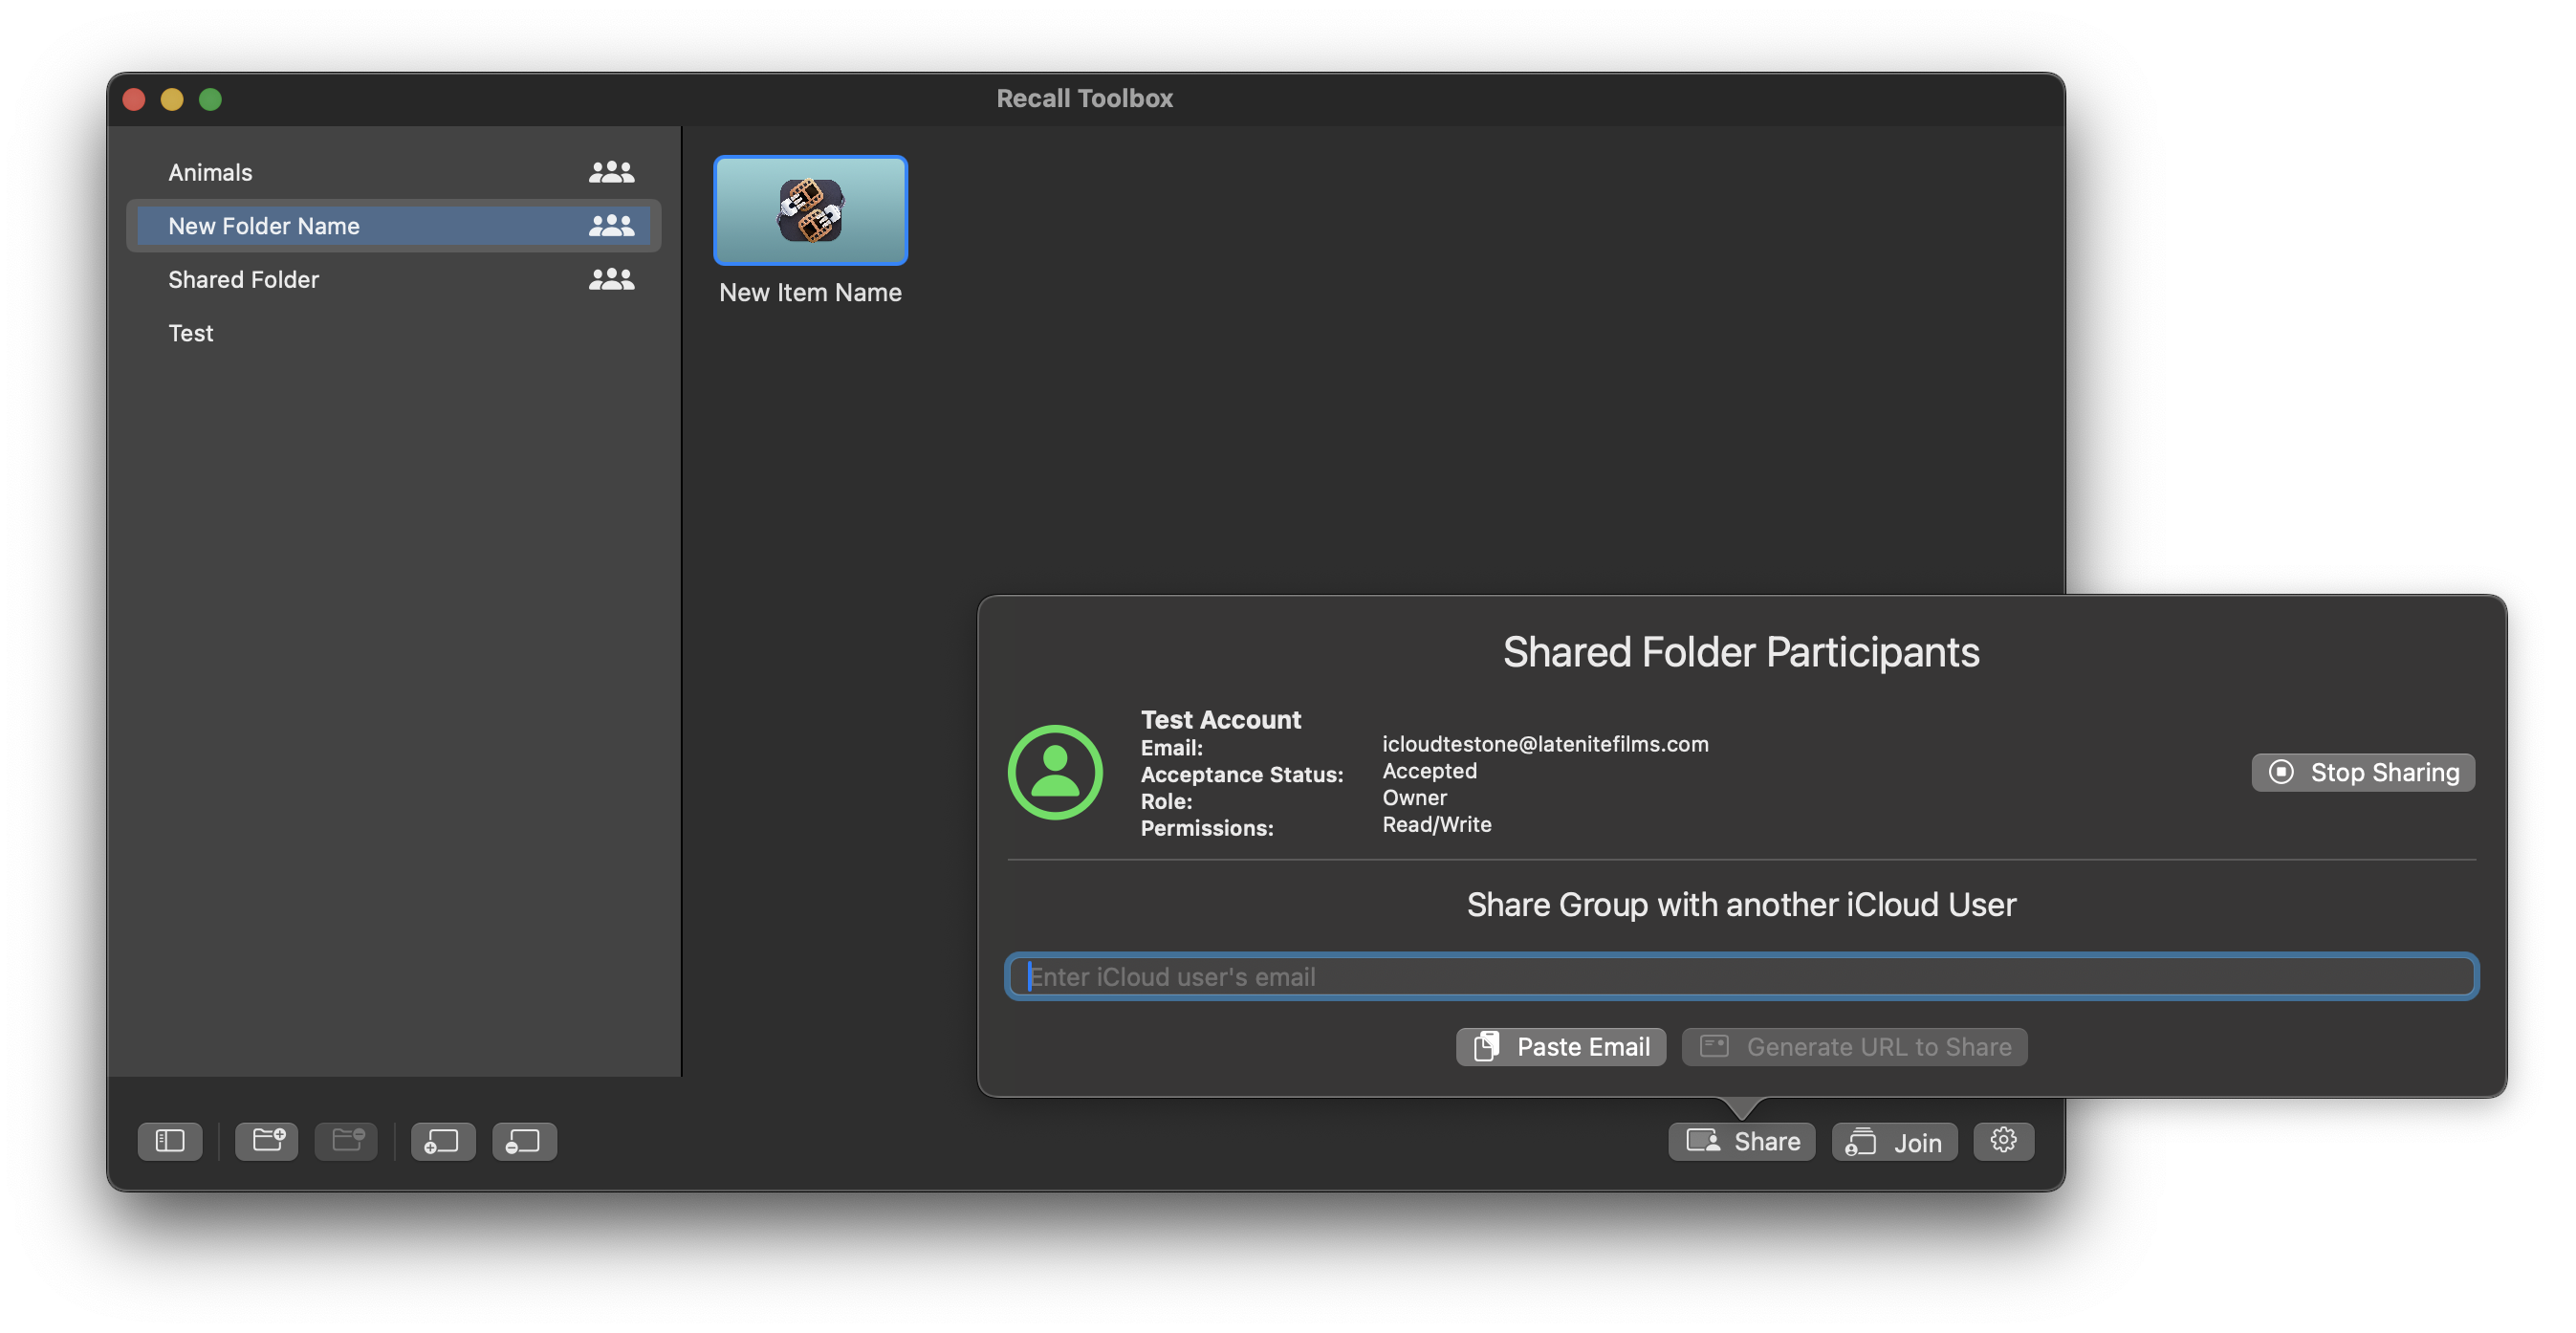 Recall Toolbox
Animals
New Folder Name
Shared Folder
Test
New Item Name
Shared Folder Participants
Test Account
Email: icloudtestone@latenitefilms.com
Acceptance Status: Accepted
Role: Owner
Permissions: Read/Write
Stop Sharing
Share Group with another iCloud User
Enter iCloud user's email
Paste Email
Generate URL to Share
Share
Join